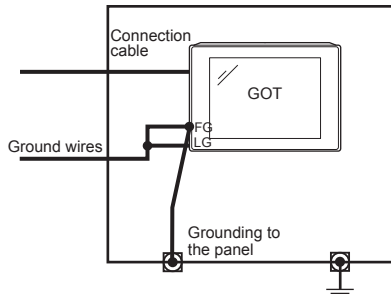 Connection
cable
GOT
FG
LG
Ground wires
Grounding to
the panel